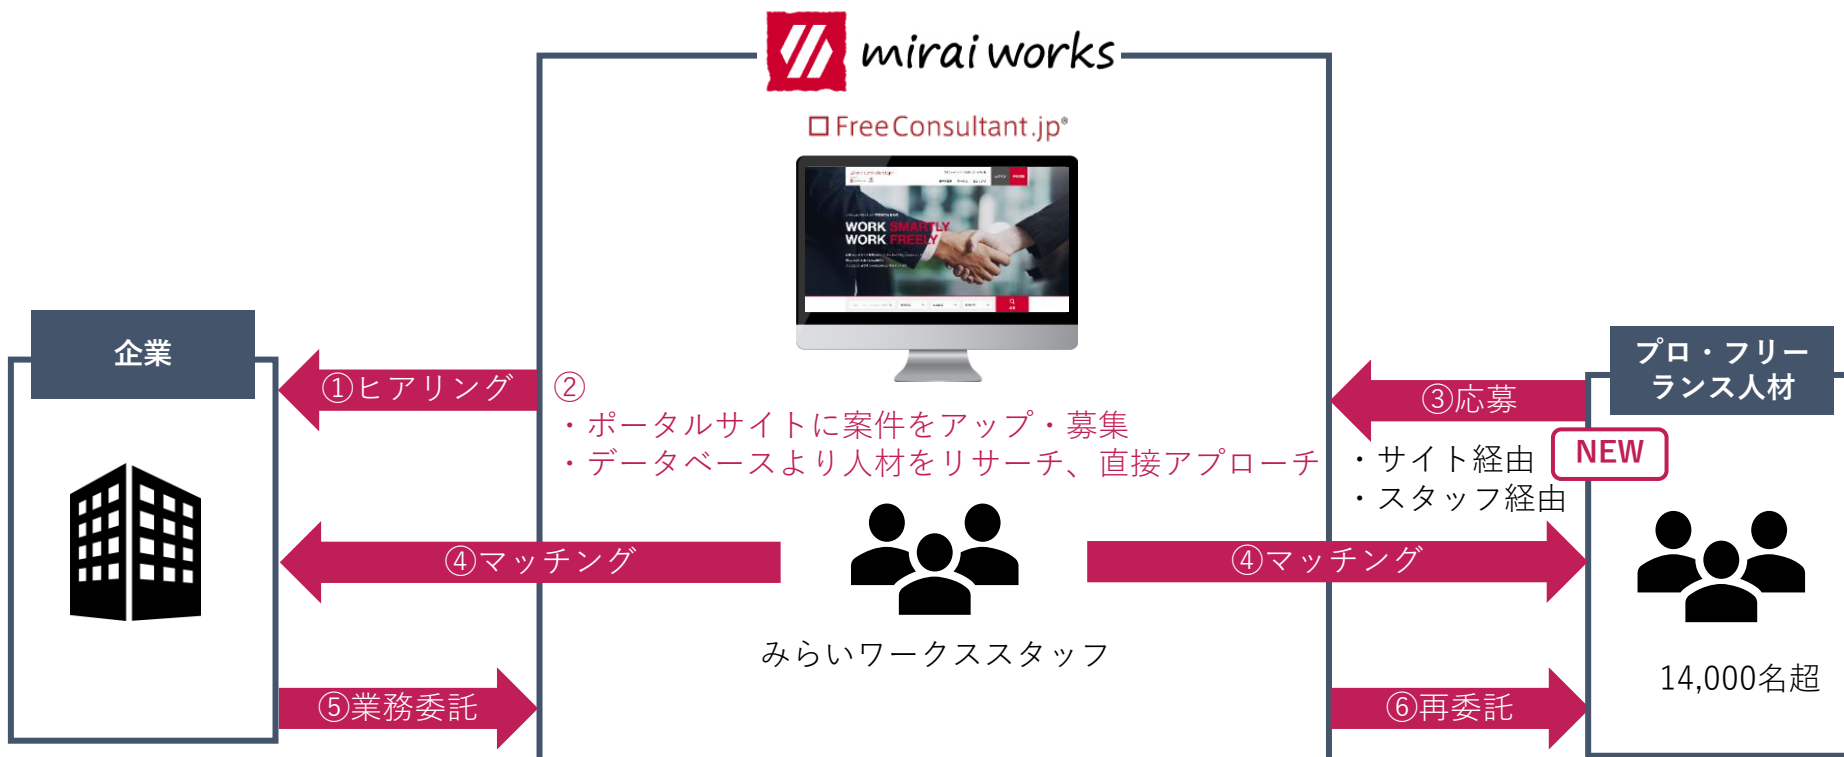 mirai works
FreeConsultant.jp®
WORK SMARTLY
WORK FREELY
企業
①ヒアリング
②
・ポータルサイトに案件をアップ・募集
・データベースより人材をリサーチ、直接アプローチ
プロ・フリー
ランス人材
③応募
NEW
・サイト経由
・スタッフ経由
④マッチング
④マッチング
みらいワークススタッフ
14,000名超
⑤業務委託
⑥再委託